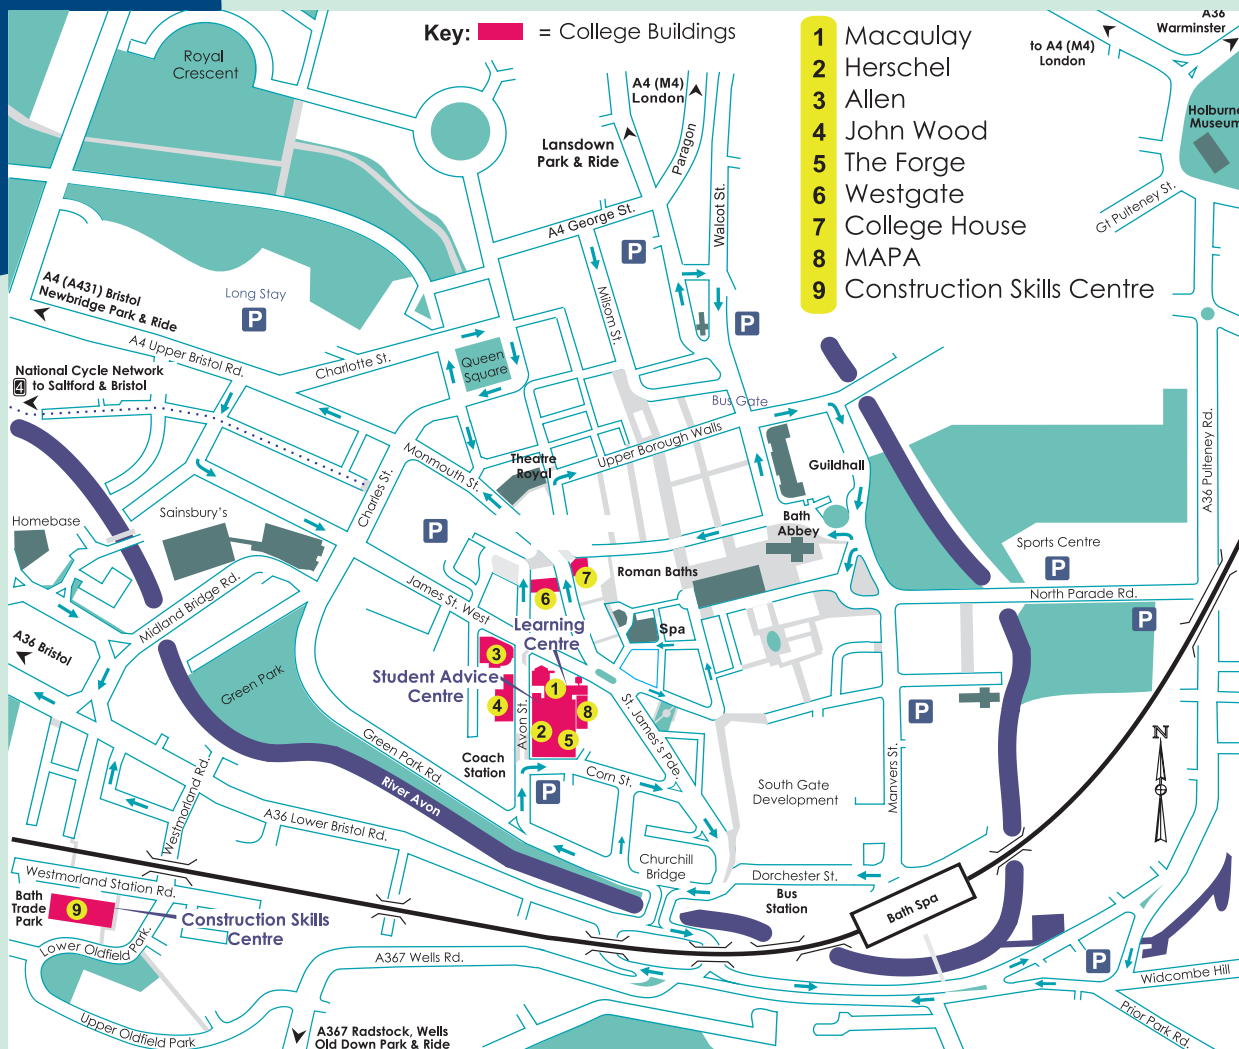 Key: = College Buildings
1 Macaulay
2 Herschel
3 Allen
4 John Wood
5 The Forge
6 Westgate
7 College House
8 MAPA
9 Construction Skills Centre
Royal
Crescent
A4 (M4)
London
Lansdown
Park & Ride
Paragon
Walcot St.
A4 George St.
Milsom St.
P
P
to A4 (M4)
London
A36
Warminster
Holburne
Museum
Gt Pulteney St.
A36 Pulteney Rd.
A4 (A431) Bristol
Newbridge Park & Ride
Long Stay
P
A4 Upper Bristol Rd.
Charlotte St.
Queen
Square
National Cycle Network
4 to Saltford & Bristol
Bus Gate
Monmouth St.
Theatre
Royal
Upper Borough Walls
Guildhall
Charles St.
Homebase
Sainsbury's
P
Bath
Abbey
Sports Centre
P
Roman Baths
North Parade Rd.
P
Midland Bridge Rd.
James St. West
7
6
Learning
Centre
Spa
A36 Bristol
Green Park
3
Student Advice
Centre
1
4
8
2
5
Avon St.
St. James's Pde.
P
Manvers St.
N
Coach
Station
Corn St.
P
Green Park Rd.
River Avon
South Gate
Development
Westmorland Rd.
A36 Lower Bristol Rd.
Churchill
Bridge
Dorchester St.
Bus
Station
Bath Spa
Westmorland Station Rd.
Bath
Trade
Park
9
Construction Skills
Centre
Lower Oldfield Park.
A367 Wells Rd.
P
Widcombe Hill
Prior Park Rd.
Upper Oldfield Park
A367 Radstock, Wells
Old Down Park & Ride